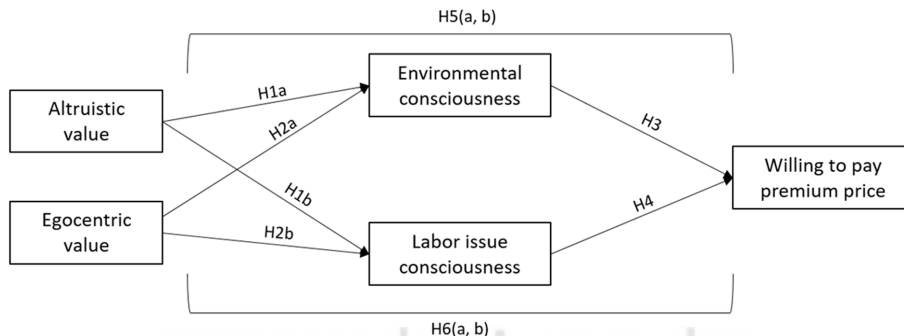 H5(a, b)
Environmental
consciousness
Altruistic
value
H1a
H2a
H3
H1b
Willing to pay
premium price
Egocentric
value
H2b
H4
Labor issue
consciousness
H6(a, b)